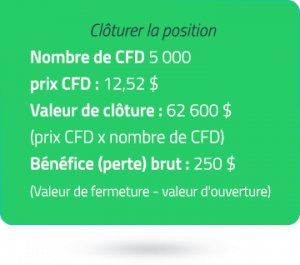 Clôturer la position
Nombre de CFD 5 000
prix CFD : 12,52 $
Valeur de clôture : 62 600 $
(prix CFD x nombre de CFD)
Bénéfice (perte) brut : 250 $
(Valeur de fermeture - valeur d'ouverture)